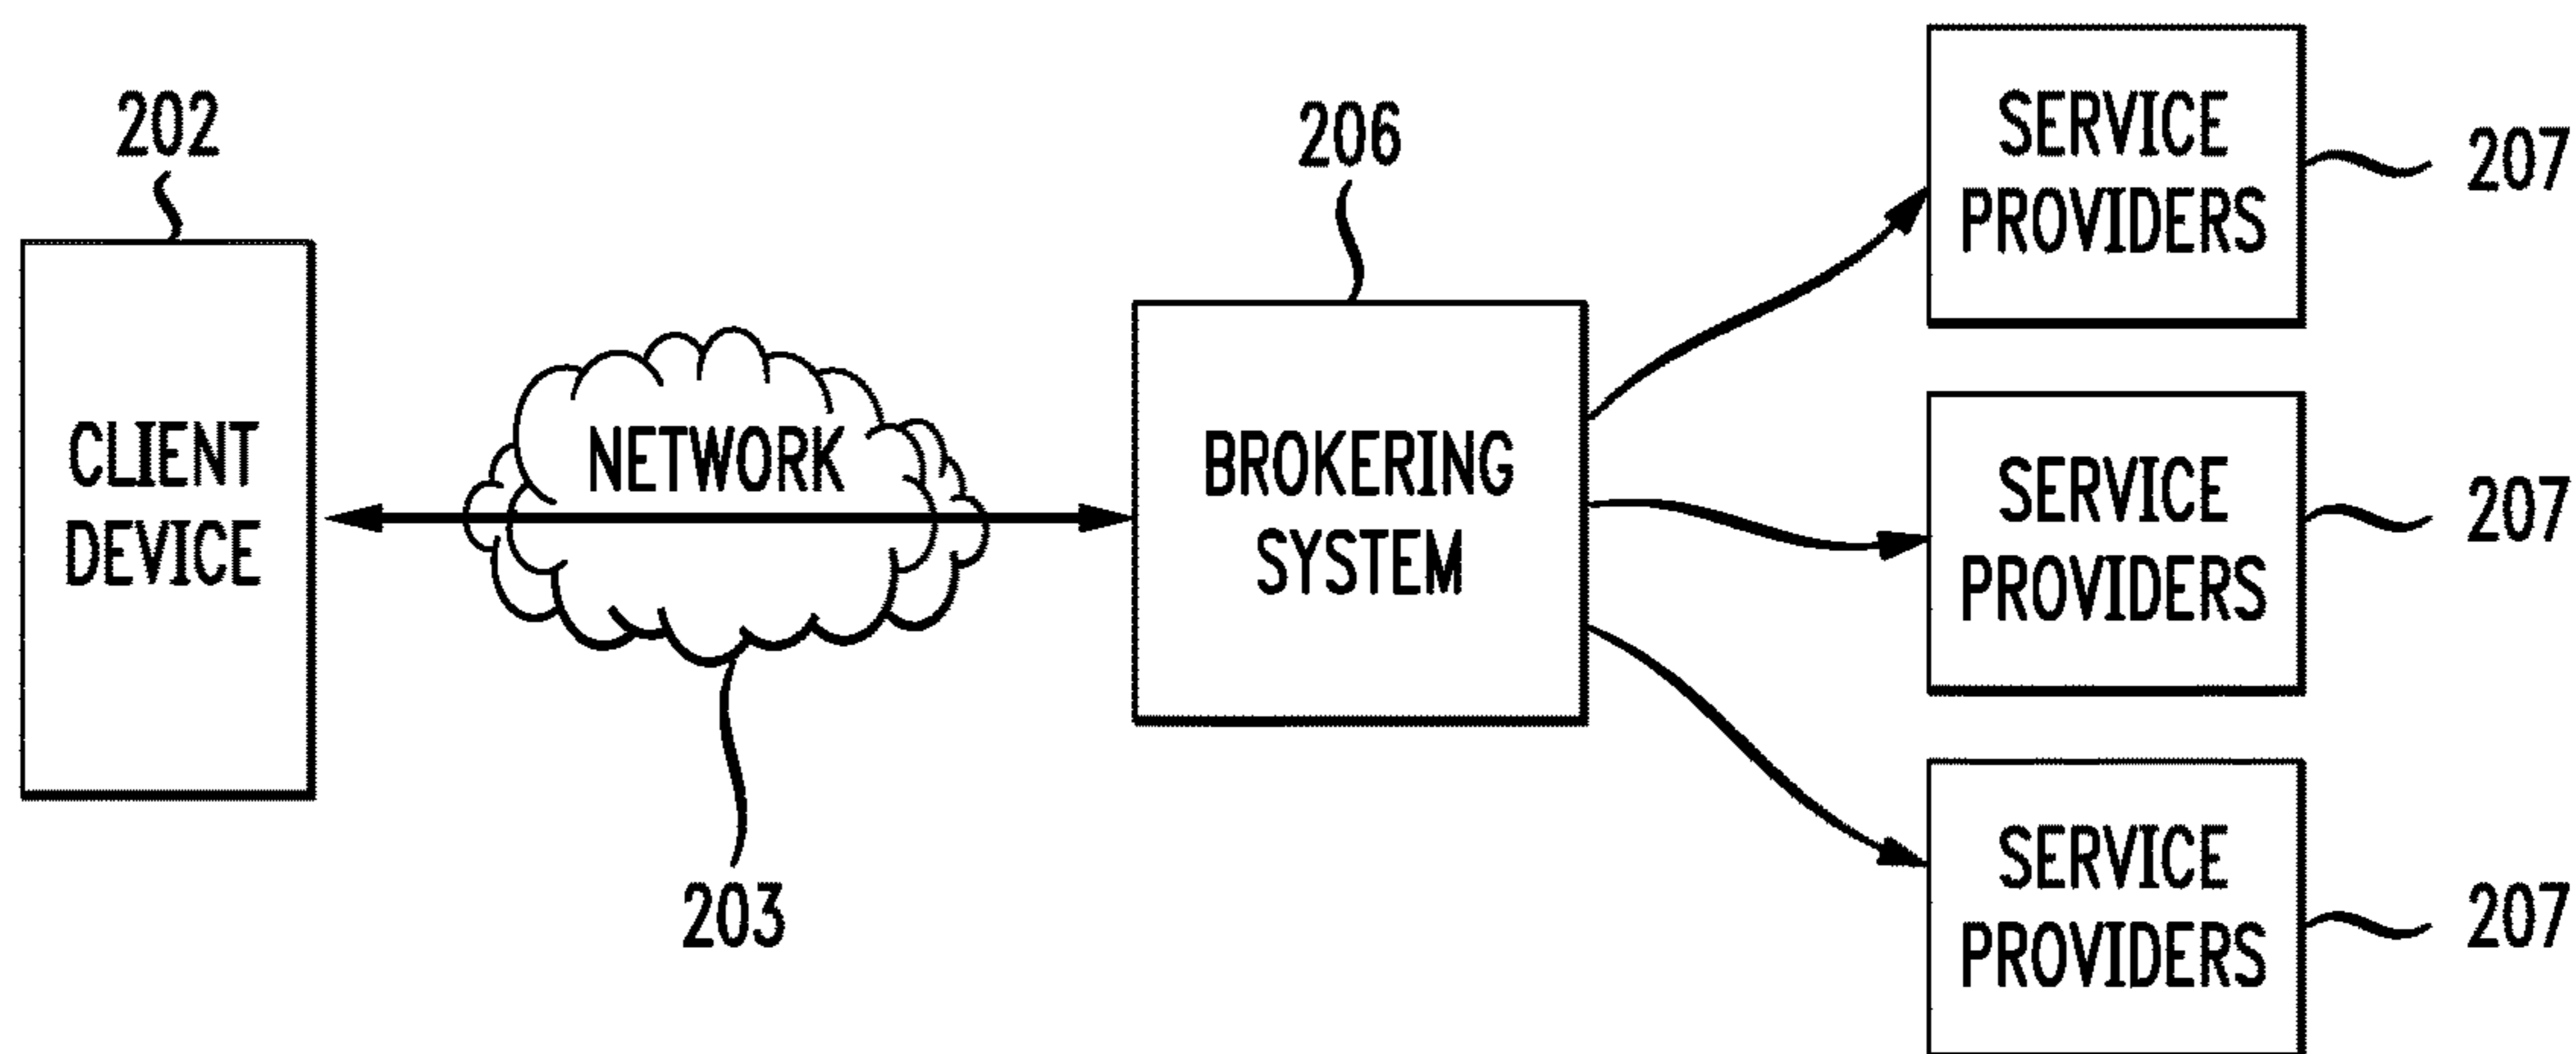 202
CLIENT
DEVICE
NETWORK
203
206
BROKERING
SYSTEM
SERVICE
PROVIDERS
207
SERVICE
PROVIDERS
207
SERVICE
PROVIDERS
207